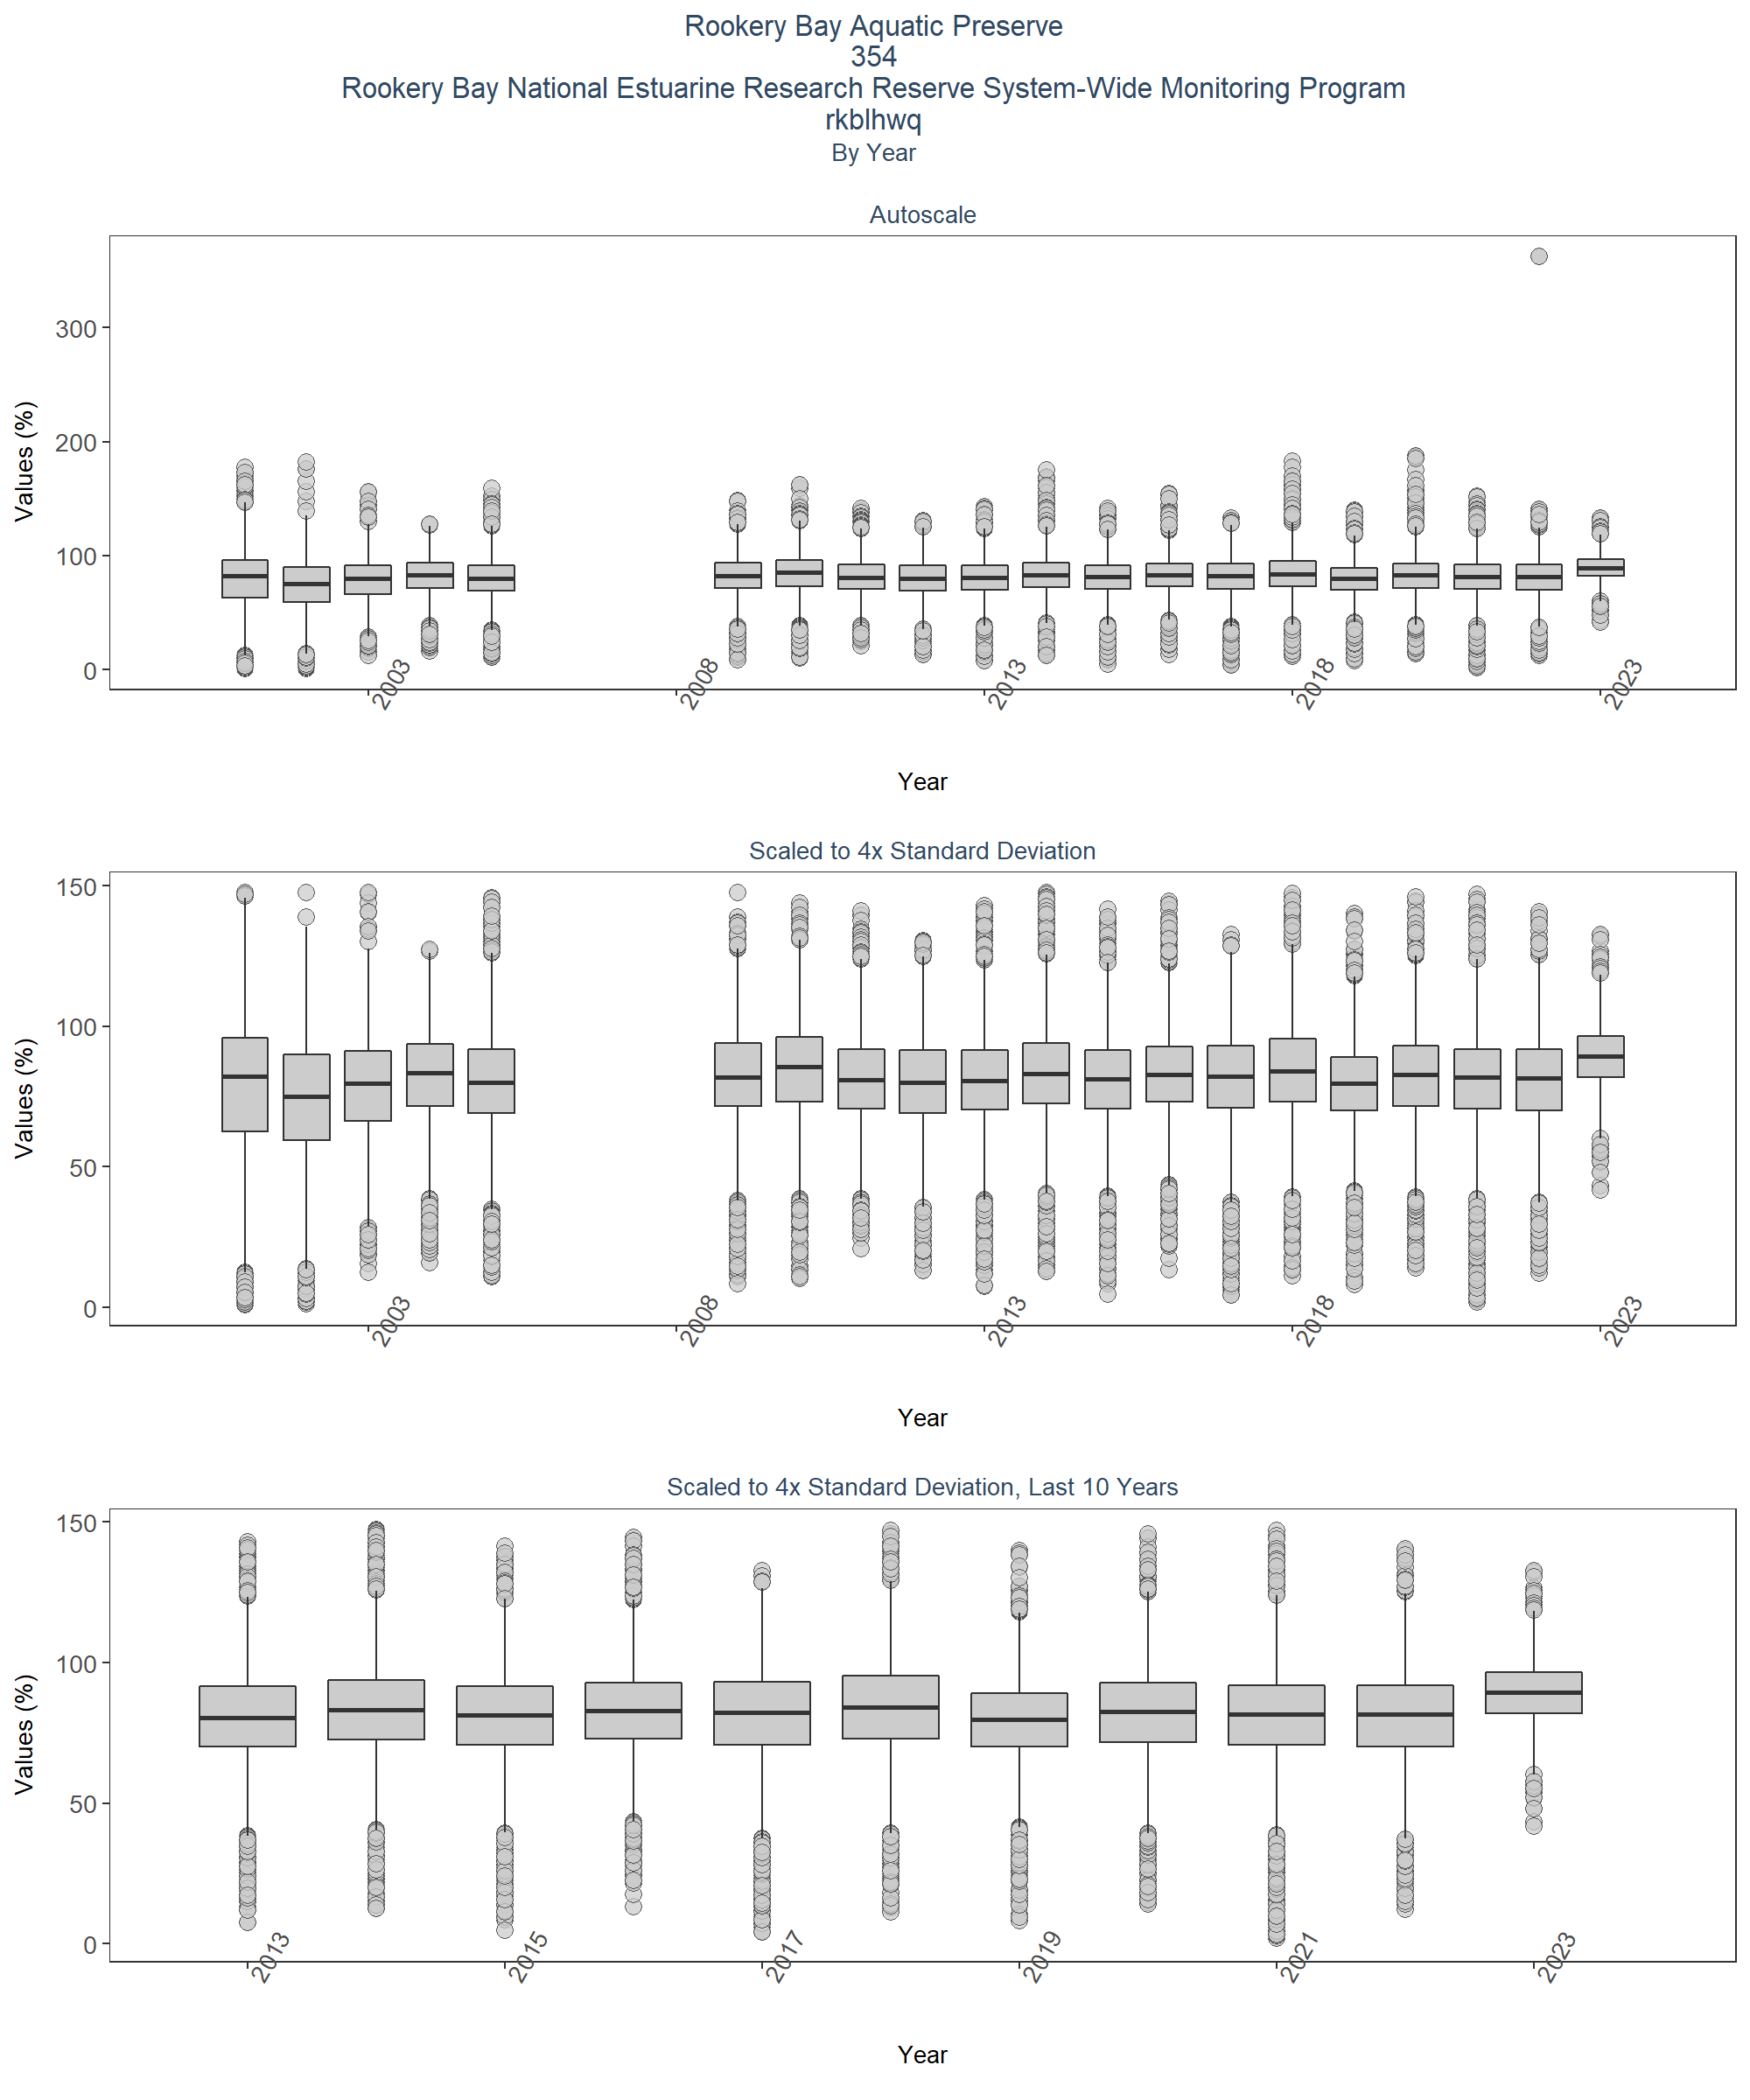 Rookery Bay Aquatic Preserve
354
Rookery Bay National Estuarine Research Reserve System-Wide Monitoring Program
rkblhwq
By Year
Autoscale
Values (%)
300
200
100
0
2003 2008 2013 2018 2023
Year
Scaled to 4x Standard Deviation
Values (%)
150
100
50
0
2003 2008 2013 2018 2023
Year
Scaled to 4x Standard Deviation, Last 10 Years
Values (%)
150
100
50
0
2013 2015 2017 2019 2021 2023
Year